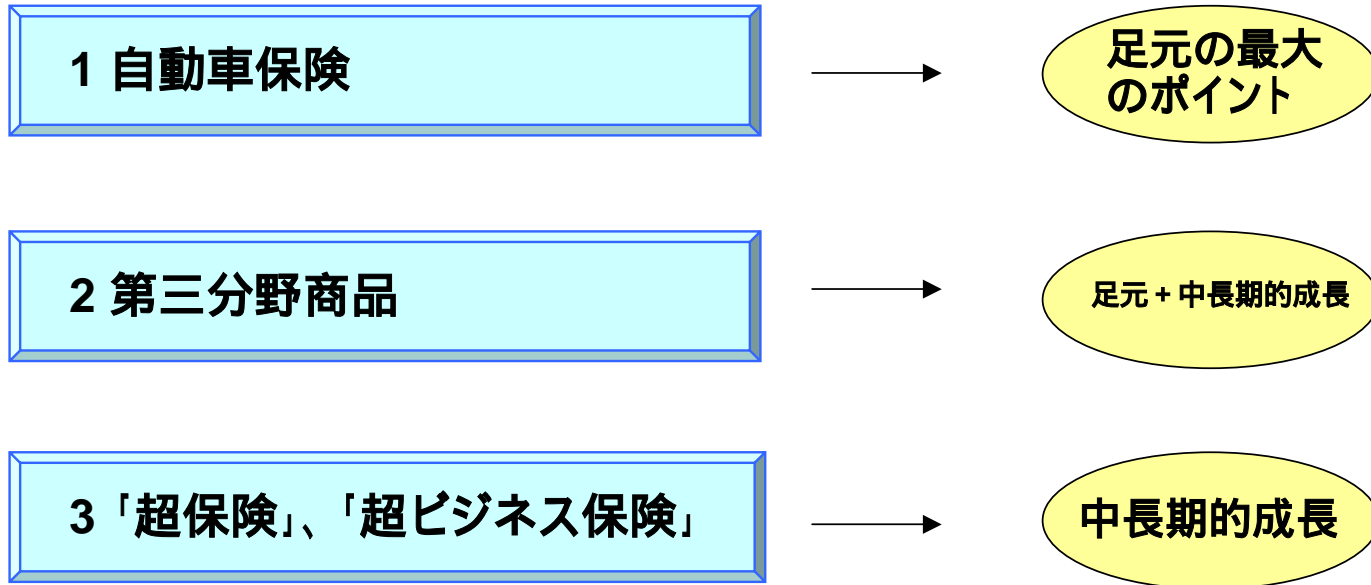 1 自動車保険
足元の最大
のポイント
2 第三分野商品
足元 + 中長期的成長
3 「超保険」、「超ビジネス保険」
中長期的成長